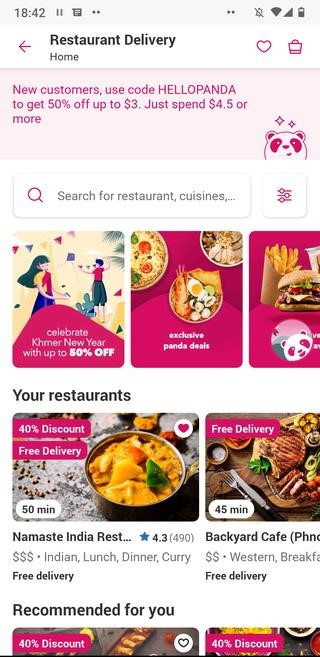 18:42
Restaurant Delivery
Home
New customers, use code HELLOPANDA
to get 50% off up to $3. Just spend $4.5 or
more
Search for restaurant, cuisines,...
celebrate
Khmer New Year
with up to 50% OFF
exclusive
panda deals
Your restaurants
40% Discount
Free Delivery
50 min
Free Delivery
45 min
Namaste India Rest... 4.3 (490)
$$$ • Indian, Lunch, Dinner, Curry
Free delivery
Backyard Cafe (Phno
$$ • Western, Breakfa
Free delivery
Recommended for you
40% Discount
40% Discount